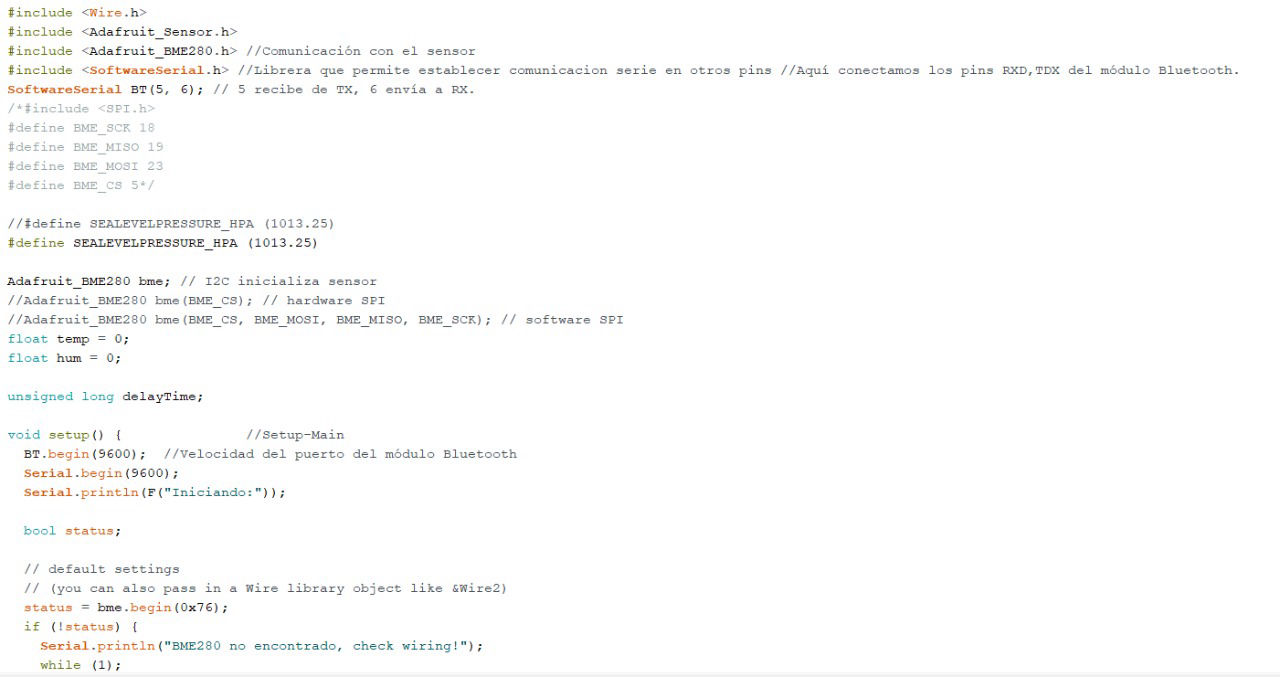 #include <Wire.h>
#include <Adafruit_Sensor.h>
#include <Adafruit_BME280.h> //Comunicación con el sensor
#include <SoftwareSerial.h> //Librera que permite establecer comunicacion serie en otros pins //Aquí conectamos los pins RXD,TDX del módulo Bluetooth.
SoftwareSerial BT(5, 6); // 5 recibe de TX, 6 envía a RX.
/*#include <SPI.h>
#define BME_SCK 18
#define BME_MISO 19
#define BME_MOSI 23
#define BME_CS 5*/

//#define SEALEVELPRESSURE_HPA (1013.25)
#define SEALEVELPRESSURE_HPA (1013.25)

Adafruit_BME280 bme; // I2C inicializa sensor
//Adafruit_BME280 bme(BME_CS); // hardware SPI
//Adafruit_BME280 bme(BME_CS, BME_MOSI, BME_MISO, BME_SCK); // software SPI
float temp = 0;
float hum = 0;

unsigned long delayTime;

void setup() {               //Setup-Main
  BT.begin(9600);  //Velocidad del puerto del módulo Bluetooth
  Serial.begin(9600);
  Serial.println(F("Iniciando:"));

  bool status;

  // default settings
  // (you can also pass in a Wire library object like &Wire2)
  status = bme.begin(0x76);
  if (!status) {
    Serial.println("BME280 no encontrado, check wiring!");
    while (1);